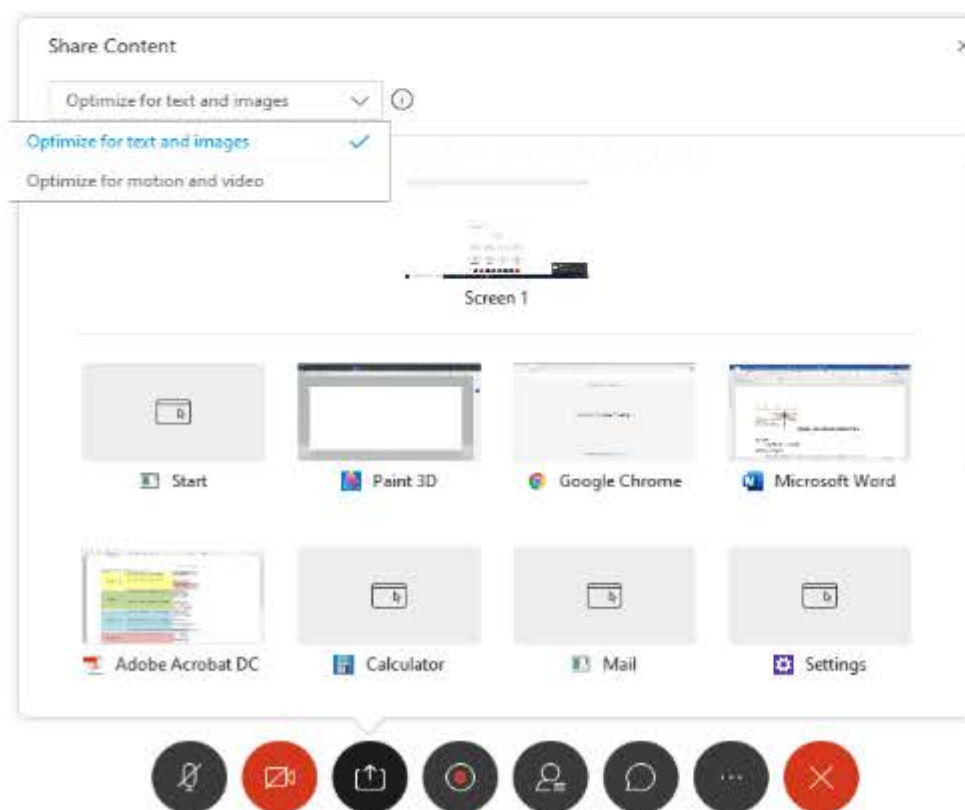 Share Content
Optimize for text and images
Optimize for text and images
Optimize for motion and video
Screen 1
Start
Paint 3D
Google Chrome
Microsoft Word
Adobe Acrobat DC
Calculator
Mail
Settings